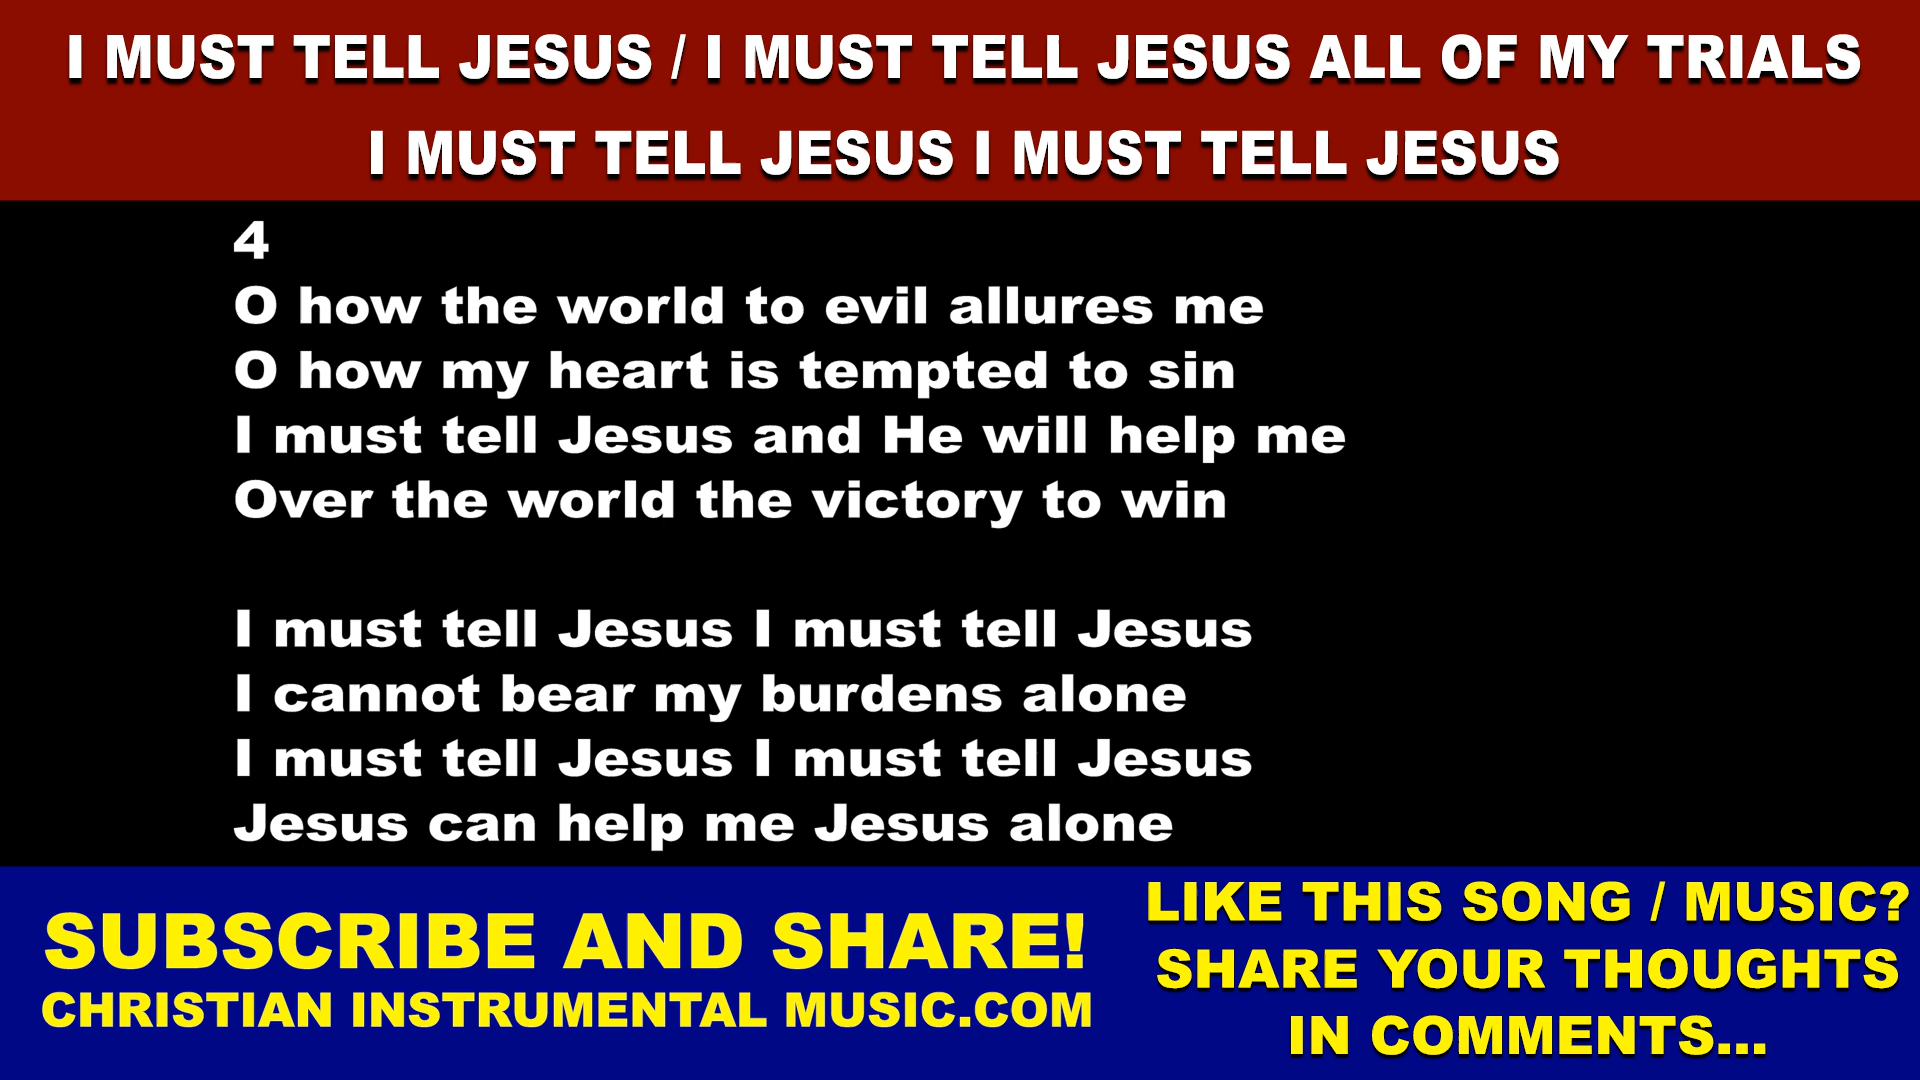 I MUST TELL JESUS / I MUST TELL JESUS ALL OF MY TRIALS
I MUST TELL JESUS I MUST TELL JESUS
4
O how the world to evil allures me
O how my heart is tempted to sin
I must tell Jesus and He will help me
Over the world the victory to win
I must tell Jesus I must tell Jesus
I cannot bear my burdens alone
I must tell Jesus I must tell Jesus
Jesus can help me Jesus alone
SUBSCRIBE AND SHARE!
CHRISTIAN INSTRUMENTAL MUSIC.COM
LIKE THIS SONG / MUSIC?
SHARE YOUR THOUGHTS
IN COMMENTS...